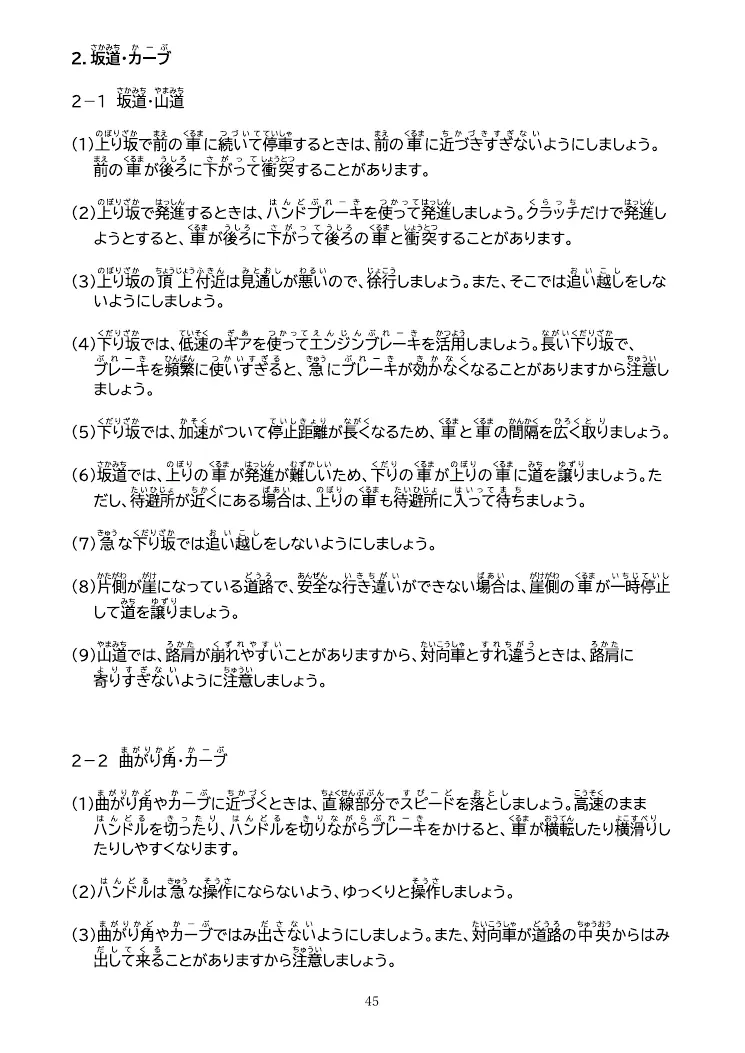 2. 坂道・カーブ
2－1 坂道・山道
(1)上り坂で前の車に続いて停車するときは、前の車に近づきすぎないようにしましょう。
前の車が後ろに下がって衝突することがあります。
(2)上り坂で発進するときは、ハンドブレーキを使って発進しましょう。クラッチだけで発進し
ようとすると、車が後ろに下がって後ろの車と衝突することがあります。
(3)上り坂の頂上付近は見通しが悪いので、徐行しましょう。また、そこでは追い越しをしな
いようにしましょう。
(4)下り坂では、低速のギアを使ってエンジンブレーキを活用しましょう。長い下り坂で、
ブレーキを頻繁に使いすぎると、急にブレーキが効かなくなることがありますから注意し
ましょう。
(5)下り坂では、加速がついて停止距離が長くなるため、車と車の間隔を広く取りましょう。
(6)坂道では、上りの車が発進が難しいため、下りの車が上りの車に道を譲りましょう。た
だし、待避所が近くにある場合は、上りの車も待避所に入って待ちましょう。
(7)急な下り坂では追い越しをしないようにしましょう。
(8)片側が崖になっている道路で、安全な行き違いができない場合は、崖側の車が一時停止
して道を譲りましょう。
(9)山道では、路肩が崩れやすいことがありますから、対向車とすれ違うときは、路肩に
寄りすぎないように注意しましょう。
2－2 曲がり角・カーブ
(1)曲がり角やカーブに近づくときは、直線部分でスピードを落としましょう。高速のまま
ハンドルを切ったり、ハンドルを切りながらブレーキをかけると、車が横転したり横滑りし
たりしやすくなります。
(2)ハンドルは急な操作にならないよう、ゆっくりと操作しましょう。
(3)曲がり角やカーブではみ出さないようにしましょう。また、対向車が道路の中央からはみ
出して来ることがありますから注意しましょう。
45